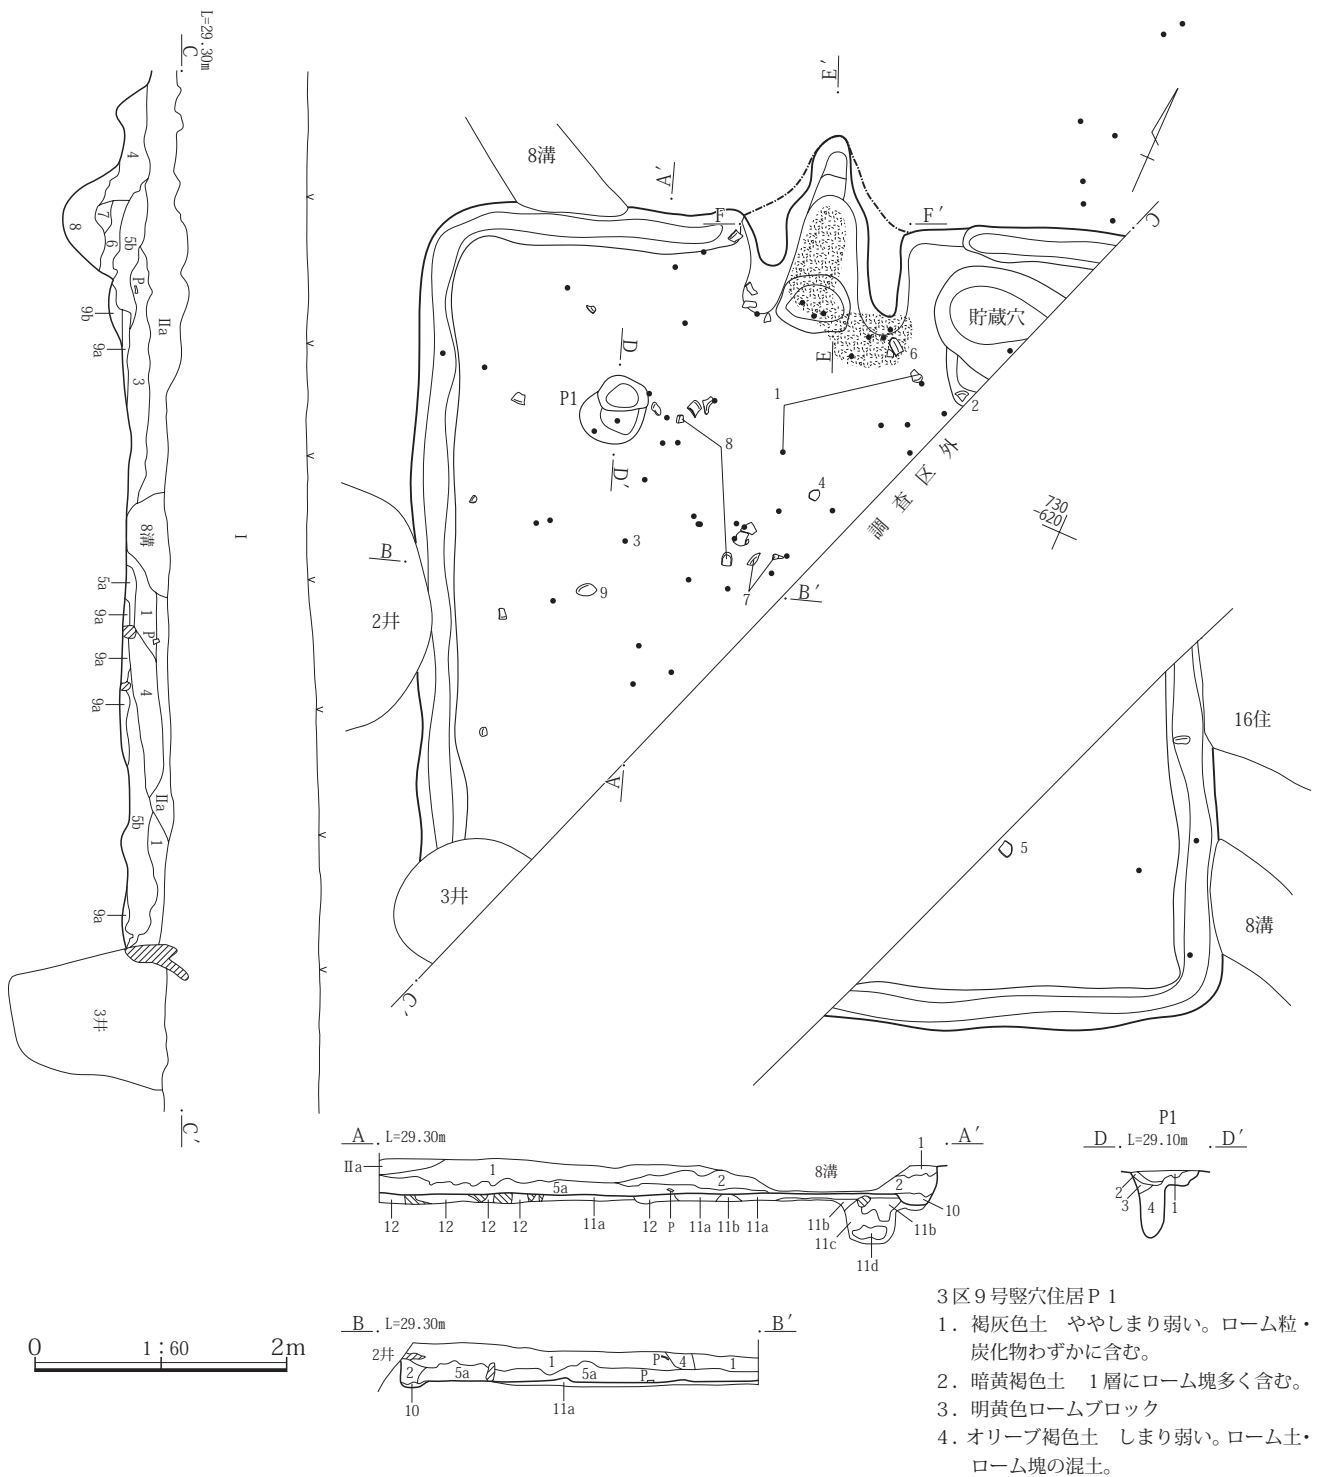 L=29.30m
C
E′
8溝
A′
F
F′
C
4
7
8
6
5b
P
9b
9a
Ⅱa
3
貯蔵穴
D
E
6
1
2
P1
8
D′
4
調査区外
730
-620
8溝
Ⅰ
5a
9a
1
P
9a
4
9a
B
3
9
7
B′
2井
16住
Ⅱa
5b
1
A
5
9a
3井
8溝
3井
C′
C′
A L=29.30m
A′
Ⅱa
1
2
8溝
1
2
5a
12 12 12 12 11a 12 P 11a 11b 11a 11b 11c 11d 11b 10
P1
D L=29.10m D′
2
3
4
1
B L=29.30m
B′
2井
2
5a
1
5a
P
4
1
P
10
11a
0 1:60 2m
3区9号竪穴住居P1
1．褐灰色土　ややしまり弱い。ローム粒・
炭化物わずかに含む。
2．暗黄褐色土　1層にローム塊多く含む。
3．明黄色ロームブロック
4．オリーブ褐色土　しまり弱い。ローム土・
ローム塊の混土。